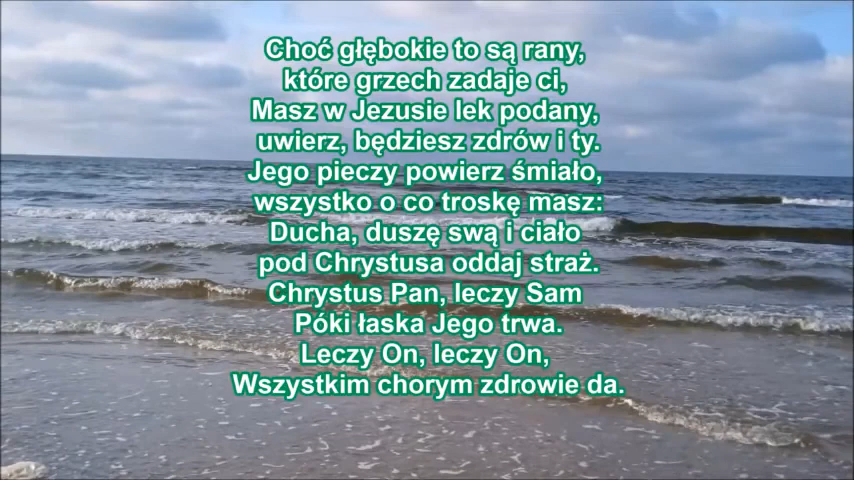 Choć głębokie to są rany,
które grzech zadaje ci,
Masz w Jezusie lek podany,
uwierz, będziesz zdrów i ty.
Jego pieczy powierz śmiało,
wszystko o co troskę masz:
Ducha, duszę swą i ciało
pod Chrystusa oddaj straż.
Chrystus Pan, leczy Sam
Póki łaska Jego trwa.
Leczy On, leczy On,
Wszystkim chorym zdrowie da.